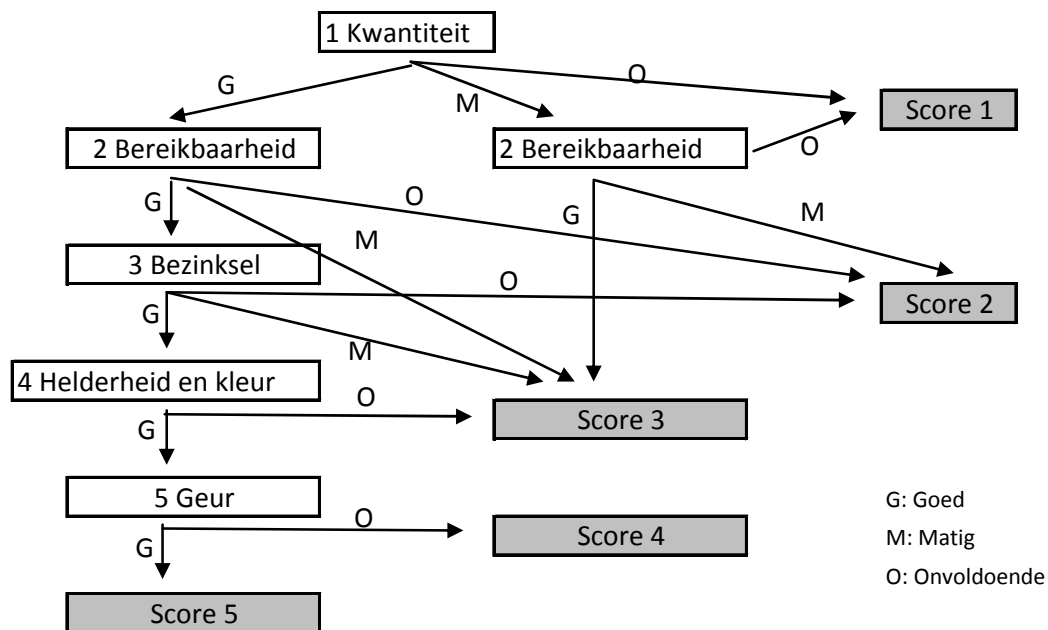 1 Kwantiteit
G
M
O
Score 1
2 Bereikbaarheid
2 Bereikbaarheid
O
G
O
M
G
M
3 Bezinksel
O
Score 2
G
M
4 Helderheid en kleur
O
Score 3
G
5 Geur
O
Score 4
G
Score 5
G: Goed
M: Matig
O: Onvoldoende